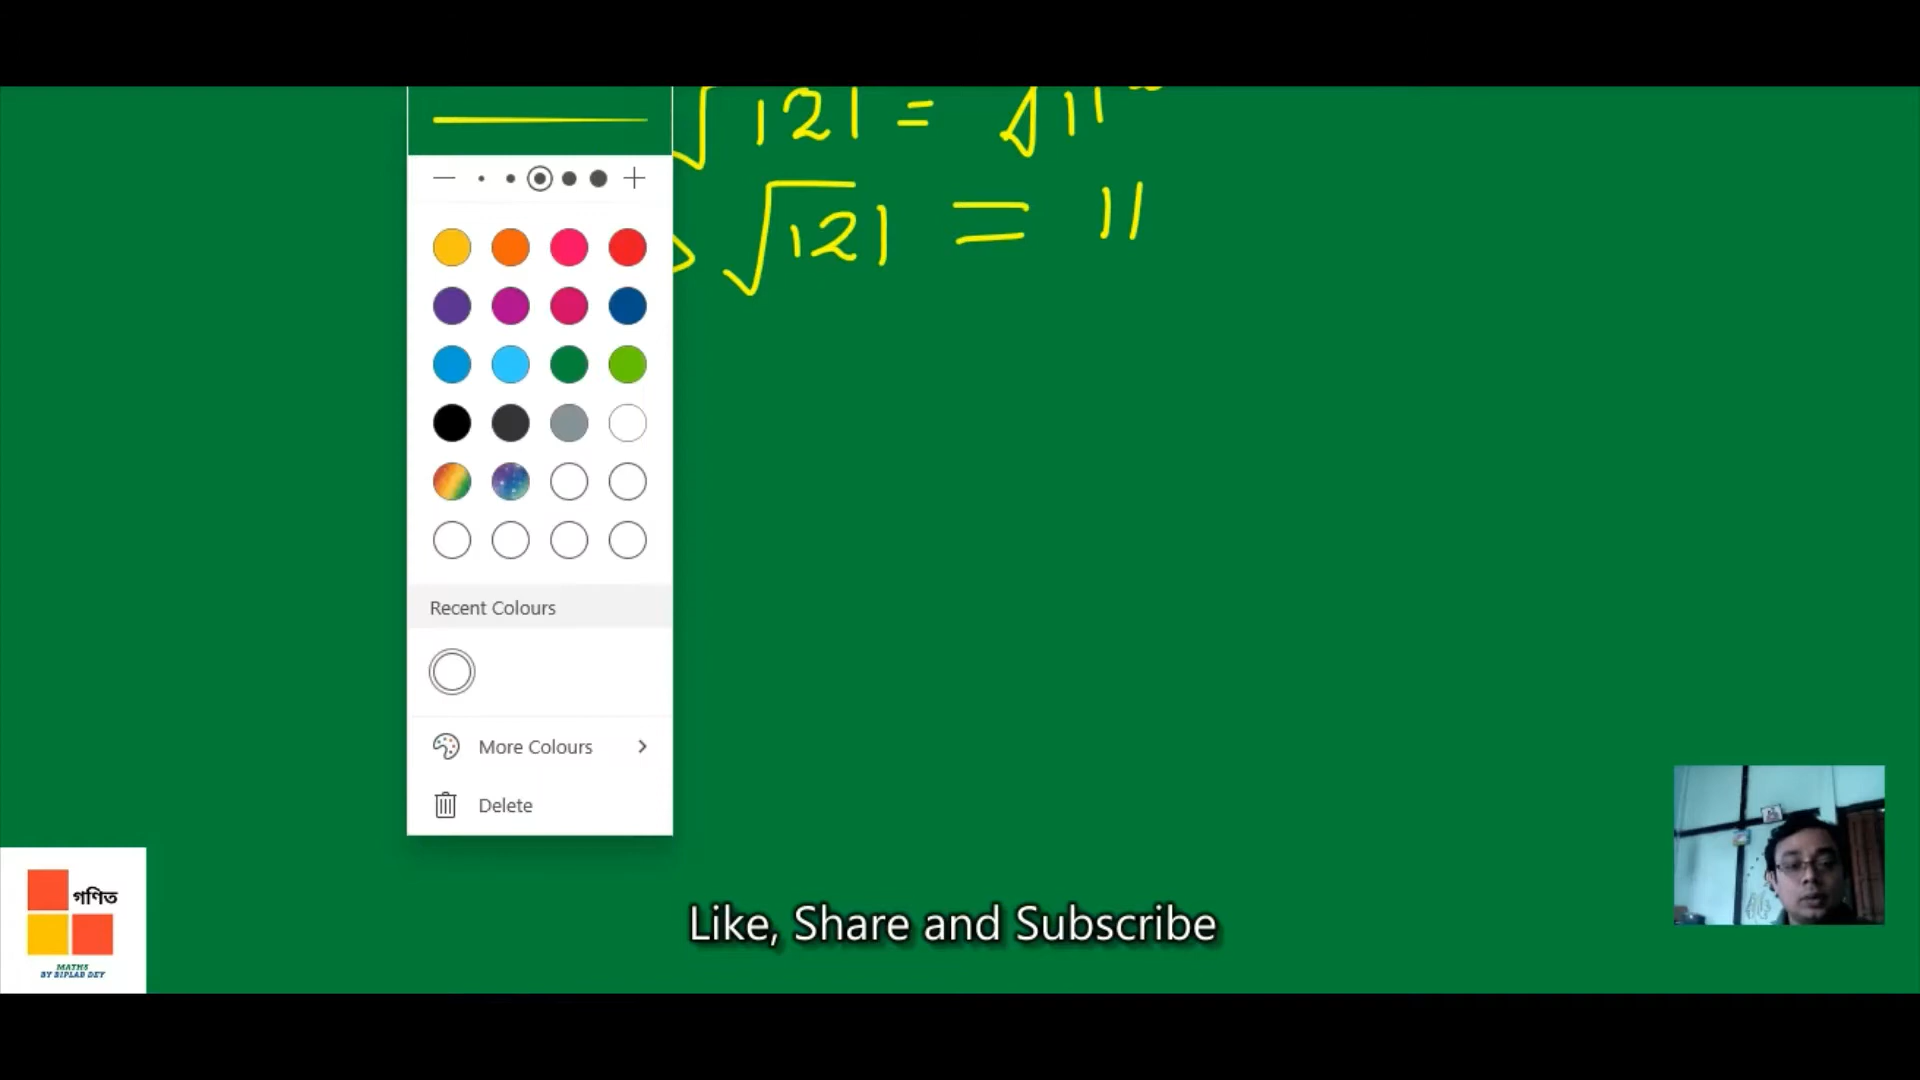 √121 = √11²
⇒ √121 = 11
Recent Colours
More Colours
Delete
গণিত
MATHS
BY BIPLAB DEY
Like, Share and Subscribe